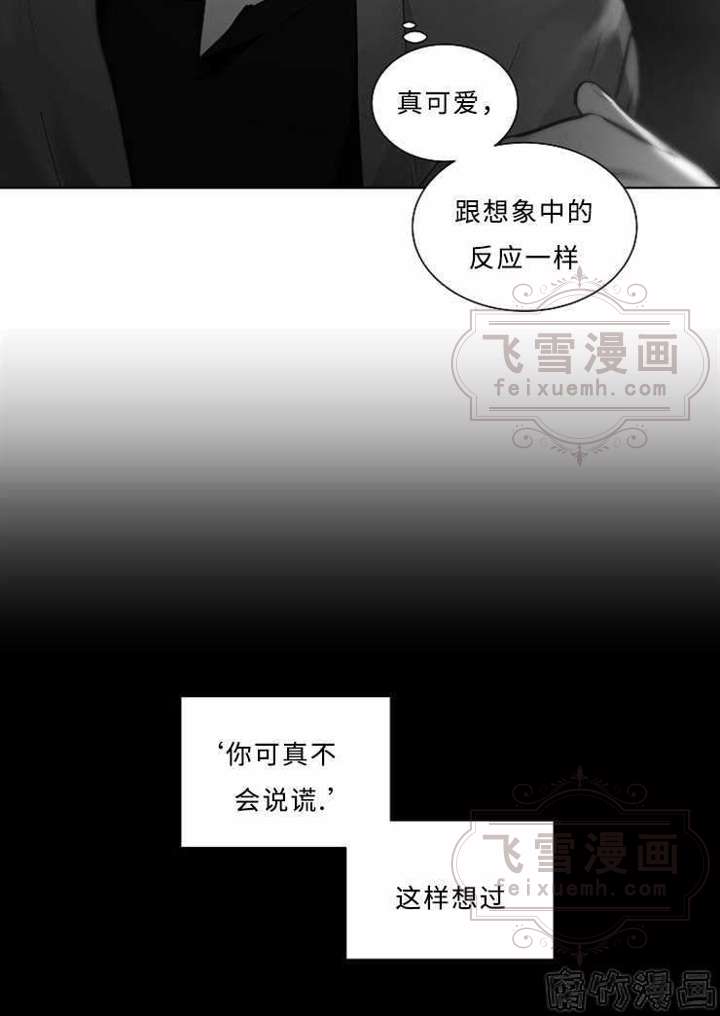 真可爱，
跟想象中的
反应一样
飞雪漫画
feixuemh.com
‘你可真不
会说谎.’
这样想过
飞雪漫画
feixuemh.com
腐竹漫画